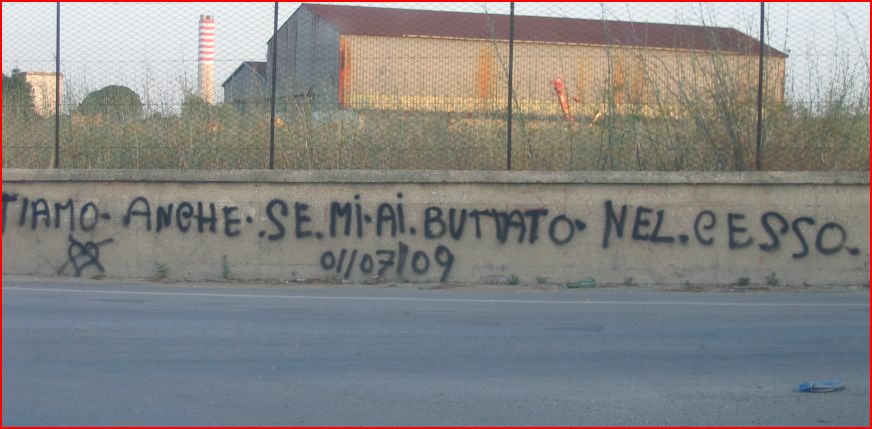 TIAMO. ANCHE. SE. Mi. Ai. BUTTATO. NEL. CESSO.
01/07/09